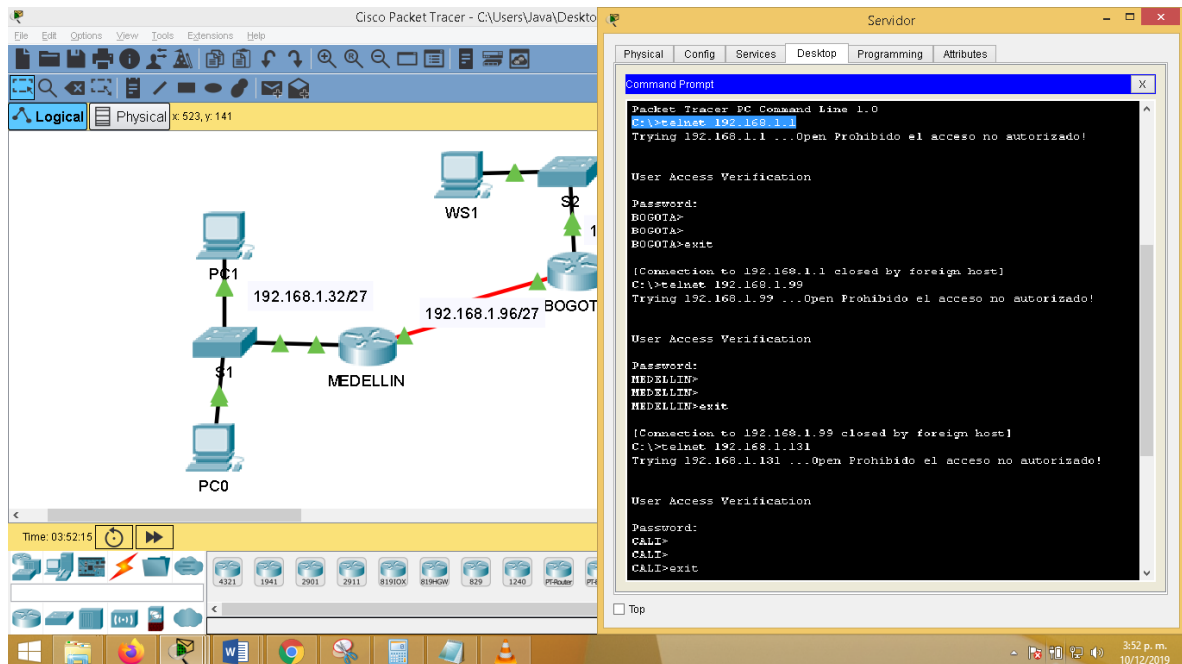 Cisco Packet Tracer - C:\Users\Java\Deskto
File Edit Options View Tools Extensions Help
Logical Physical x: 523, y: 141
WS1
S2
1
PC1
192.168.1.32/27
192.168.1.96/27
BOGOT
S1
MEDELLIN
PC0
Time: 03:52:15
4321 1941 2901 2911 819IOX 819HGW 829 1240 PT-Router
Servidor
Physical Config Services Desktop Programming Attributes
Command Prompt X
Packet Tracer PC Command Line 1.0
C:\>telnet 192.168.1.1
Trying 192.168.1.1 ...Open Prohibido el acceso no autorizado!
User Access Verification
Password:
BOGOTA>
BOGOTA>
BOGOTA>exit
[Connection to 192.168.1.1 closed by foreign host]
C:\>telnet 192.168.1.99
Trying 192.168.1.99 ...Open Prohibido el acceso no autorizado!
User Access Verification
Password:
MEDELLIN>
MEDELLIN>
MEDELLIN>exit
[Connection to 192.168.1.99 closed by foreign host]
C:\>telnet 192.168.1.131
Trying 192.168.1.131 ...Open Prohibido el acceso no autorizado!
User Access Verification
Password:
CALI>
CALI>
CALI>exit
Top
3:52 p. m.
10/12/2019